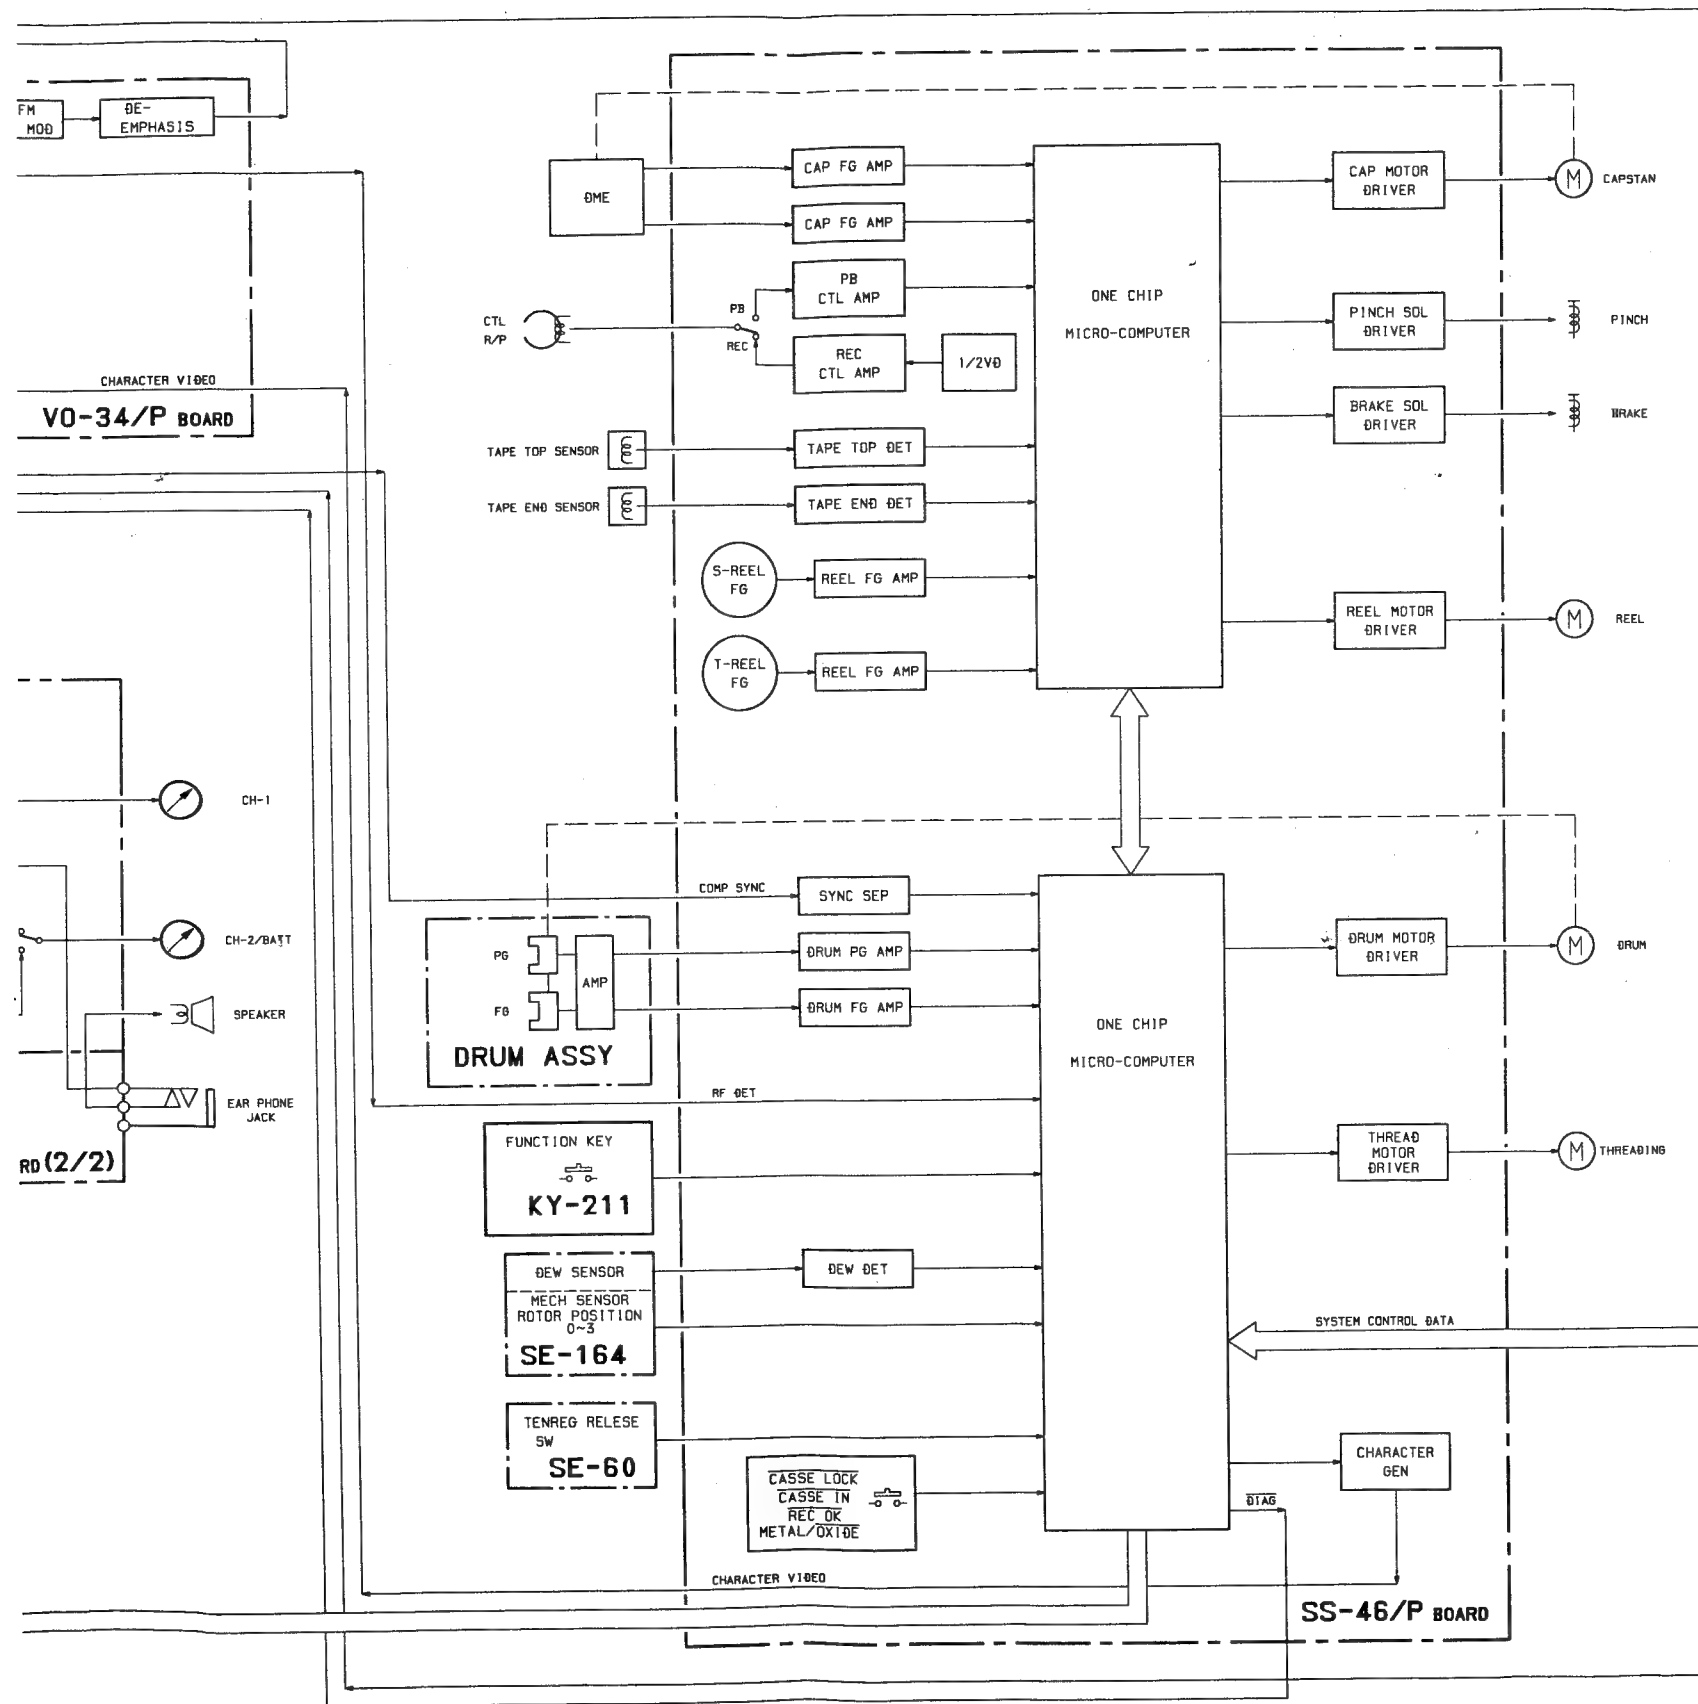 FM
MOD
DE-
EMPHASIS
CHARACTER VIDEO
VO-34/P BOARD
DME
CAP FG AMP
CAP FG AMP
CTL
R/P
PB
REC
PB
CTL AMP
REC
CTL AMP
1/2VD
TAPE TOP SENSOR
TAPE TOP DET
TAPE END SENSOR
TAPE END DET
S-REEL
FG
REEL FG AMP
T-REEL
FG
REEL FG AMP
ONE CHIP
MICRO-COMPUTER
CAP MOTOR
DRIVER
M
CAPSTAN
PINCH SOL
DRIVER
PINCH
BRAKE SOL
DRIVER
BRAKE
REEL MOTOR
DRIVER
M
REEL
CH-1
CH-2/BATT
SPEAKER
EAR PHONE
JACK
RD(2/2)
COMP SYNC
SYNC SEP
PG
FG
AMP
DRUM ASSY
DRUM PG AMP
DRUM FG AMP
RF DET
FUNCTION KEY
KY-211
DEW SENSOR
MECH SENSOR
ROTOR POSITION
0~3
SE-164
DEW DET
TENREG RELESE
SW
SE-60
CASSE LOCK
CASSE IN
REC OK
METAL/OXIDE
ONE CHIP
MICRO-COMPUTER
DRUM MOTOR
DRIVER
M
DRUM
THREAD
MOTOR
DRIVER
M
THREADING
SYSTEM CONTROL DATA
CHARACTER
GEN
DIAG
CHARACTER VIDEO
SS-46/P BOARD